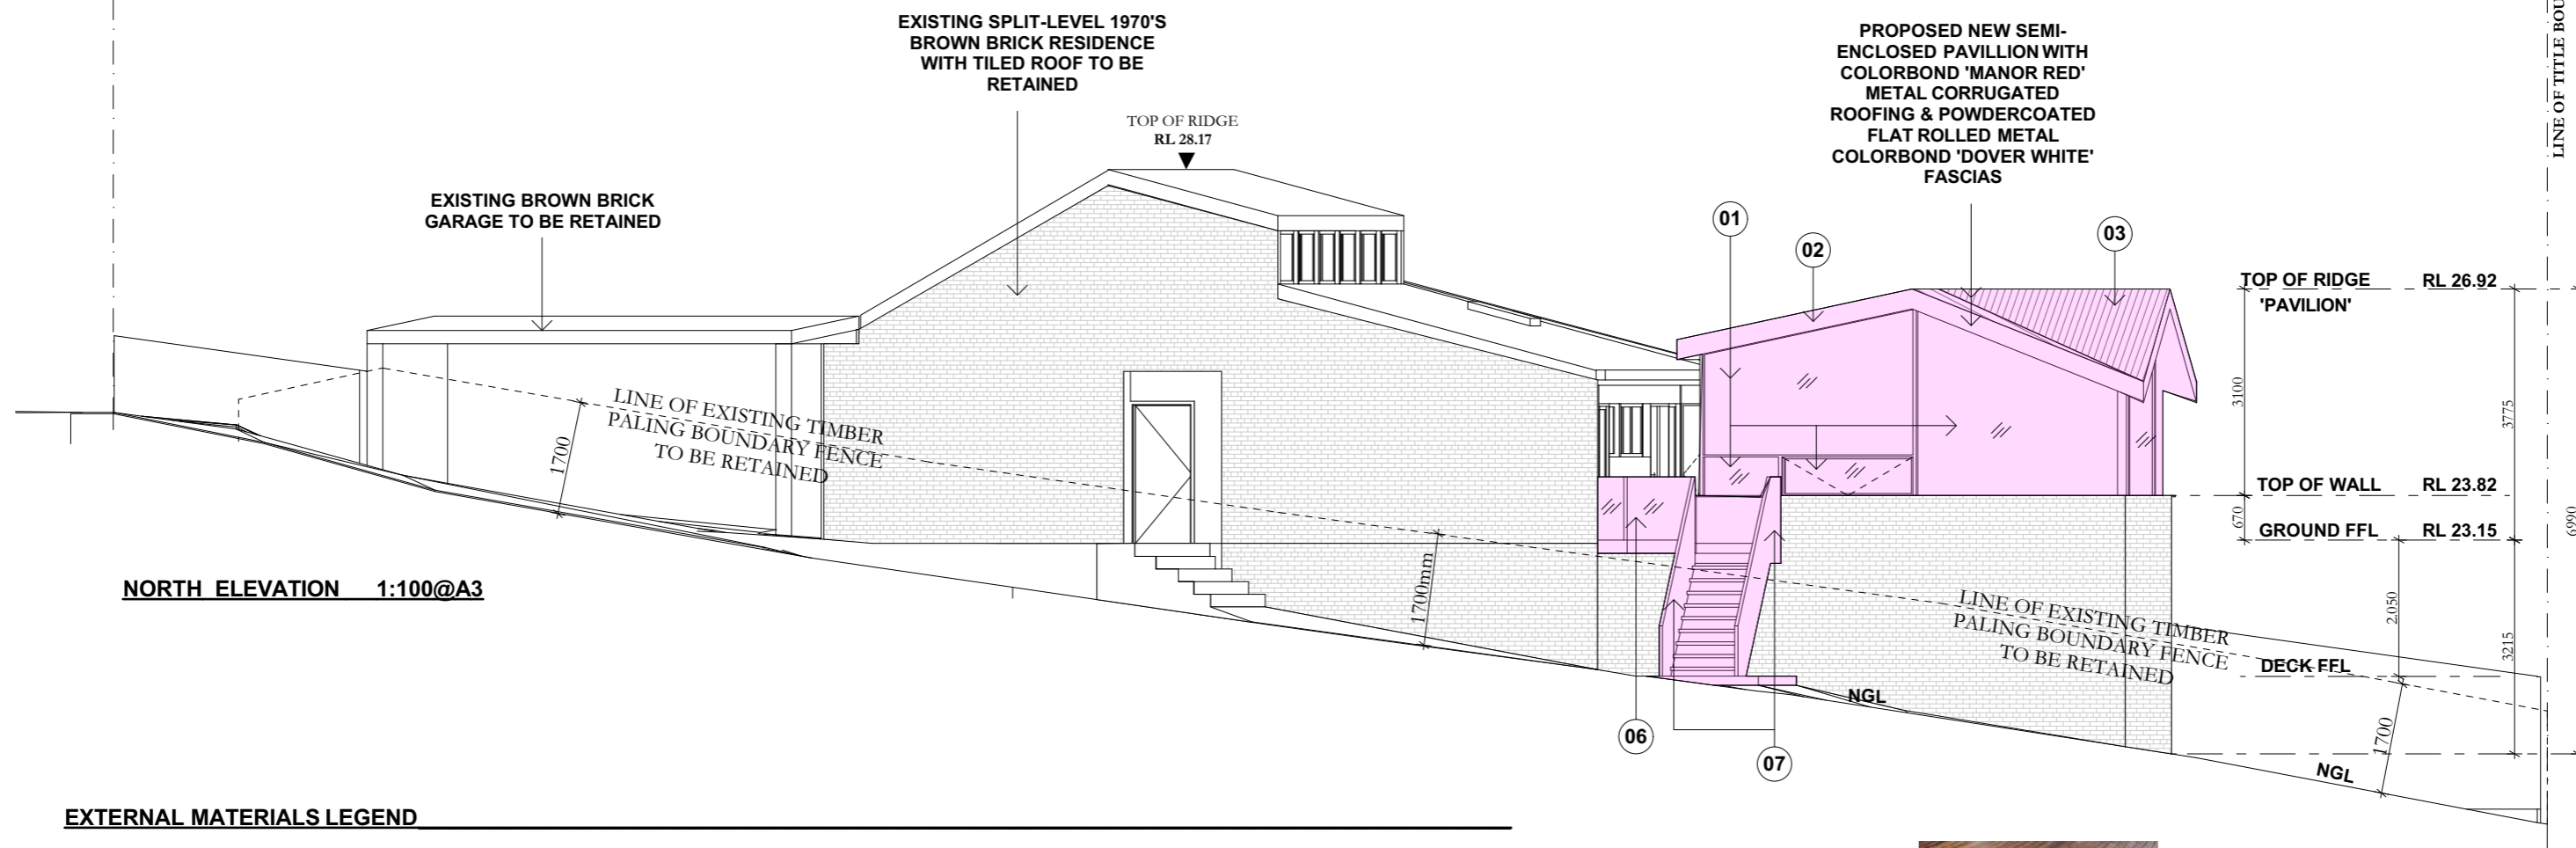 EXISTING SPLIT-LEVEL 1970'S
BROWN BRICK RESIDENCE
WITH TILED ROOF TO BE
RETAINED
PROPOSED NEW SEMI-
ENCLOSED PAVILLION WITH
COLORBOND 'MANOR RED'
METAL CORRUGATED
ROOFING & POWDERCOATED
FLAT ROLLED METAL
COLORBOND 'DOVER WHITE'
FASCIAS
LINE OF TITLE BOU
TOP OF RIDGE
RL 28.17
EXISTING BROWN BRICK
GARAGE TO BE RETAINED
01
02
03
TOP OF RIDGE RL 26.92
'PAVILION'
3100
3775
LINE OF EXISTING TIMBER
PALING BOUNDARY FENCE
TO BE RETAINED
1700
TOP OF WALL RL 23.82
670
GROUND FFL RL 23.15
6990
1700mm
NORTH ELEVATION 1:100@A3
LINE OF EXISTING TIMBER
PALING BOUNDARY FENCE
TO BE RETAINED
2.050
3215
DECK FFL
NGL
1700
06
07
NGL
EXTERNAL MATERIALS LEGEND